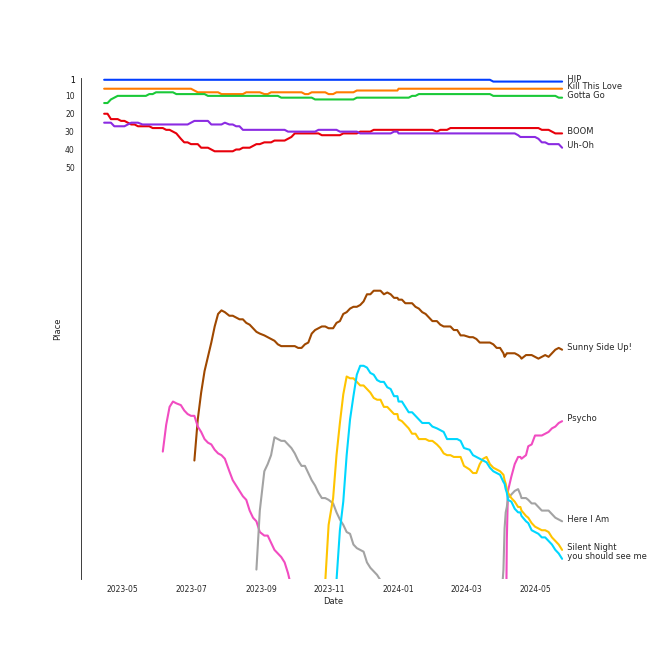 1
10
20
30
40
50
Place
HIP
Kill This Love
Gotta Go
BOOM
Uh-Oh
Sunny Side Up!
Psycho
Here I Am
Silent Night
you should see me
2023-05 2023-07 2023-09 2023-11 2024-01 2024-03 2024-05
Date